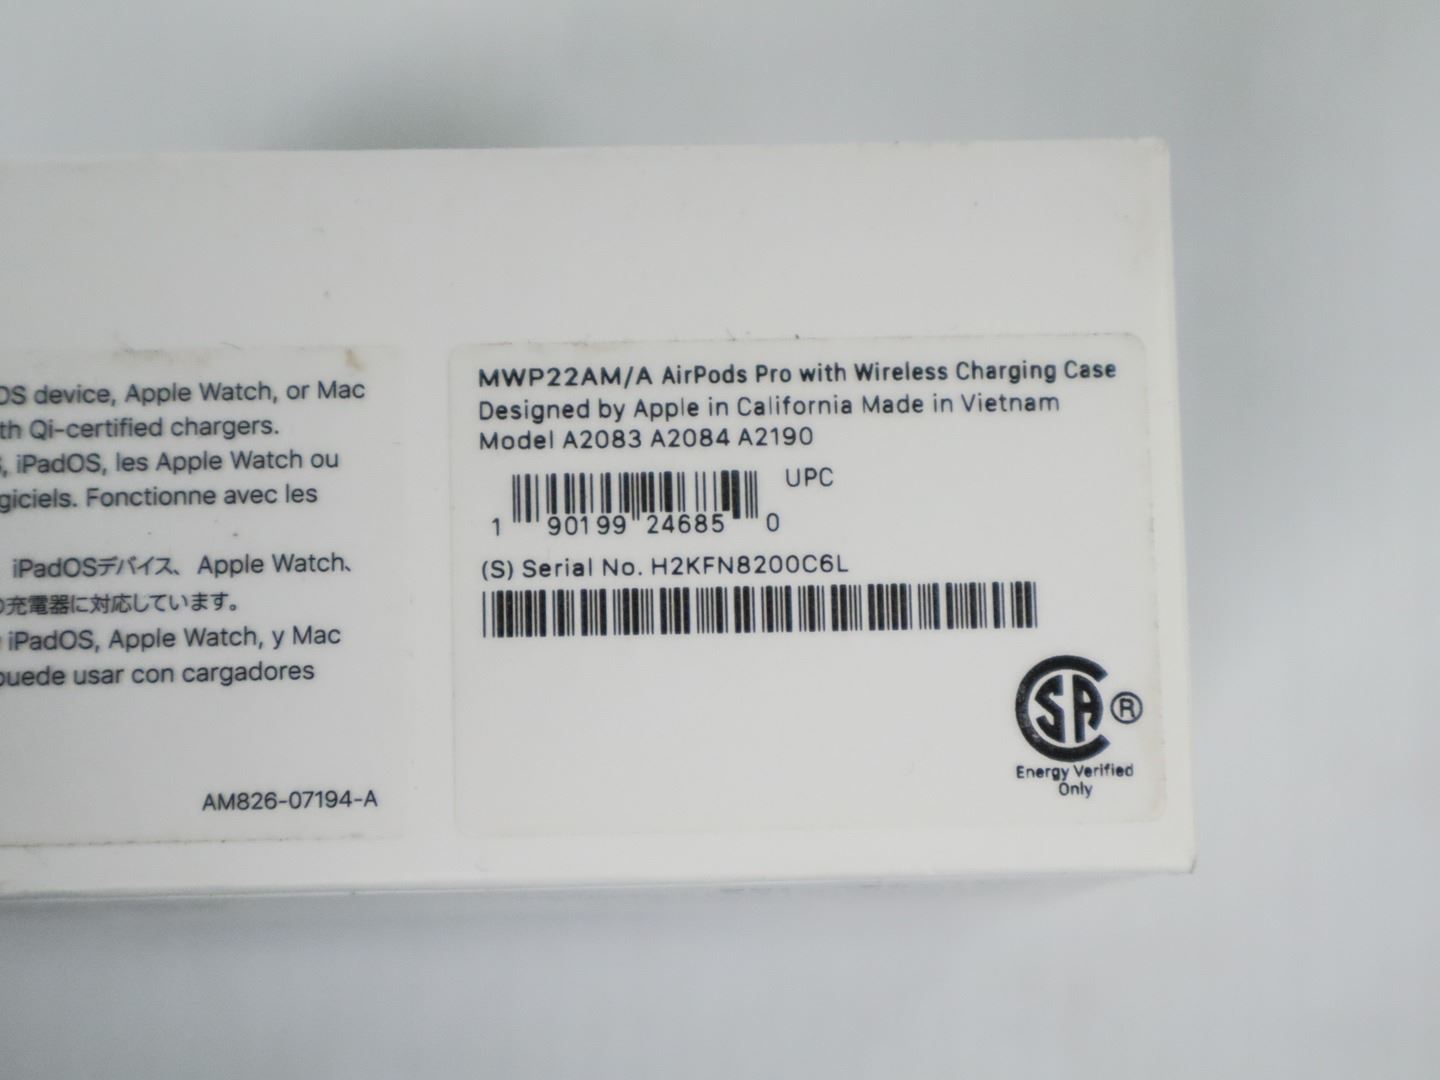 OS device, Apple Watch, or Mac
th Qi-certified chargers.
, iPadOS, les Apple Watch ou
giciels. Fonctionne avec les
iPadOSデバイス、 Apple Watch、
充電器に対応しています。
iPadOS, Apple Watch, y Mac
puede usar con cargadores
AM826-07194-A
MWP22AM/A AirPods Pro with Wireless Charging Case
Designed by Apple in California Made in Vietnam
Model A2083 A2084 A2190
UPC
1 90199 24685 0
(S) Serial No. H2KFN8200C6L
CSA ®
Energy Verified
Only